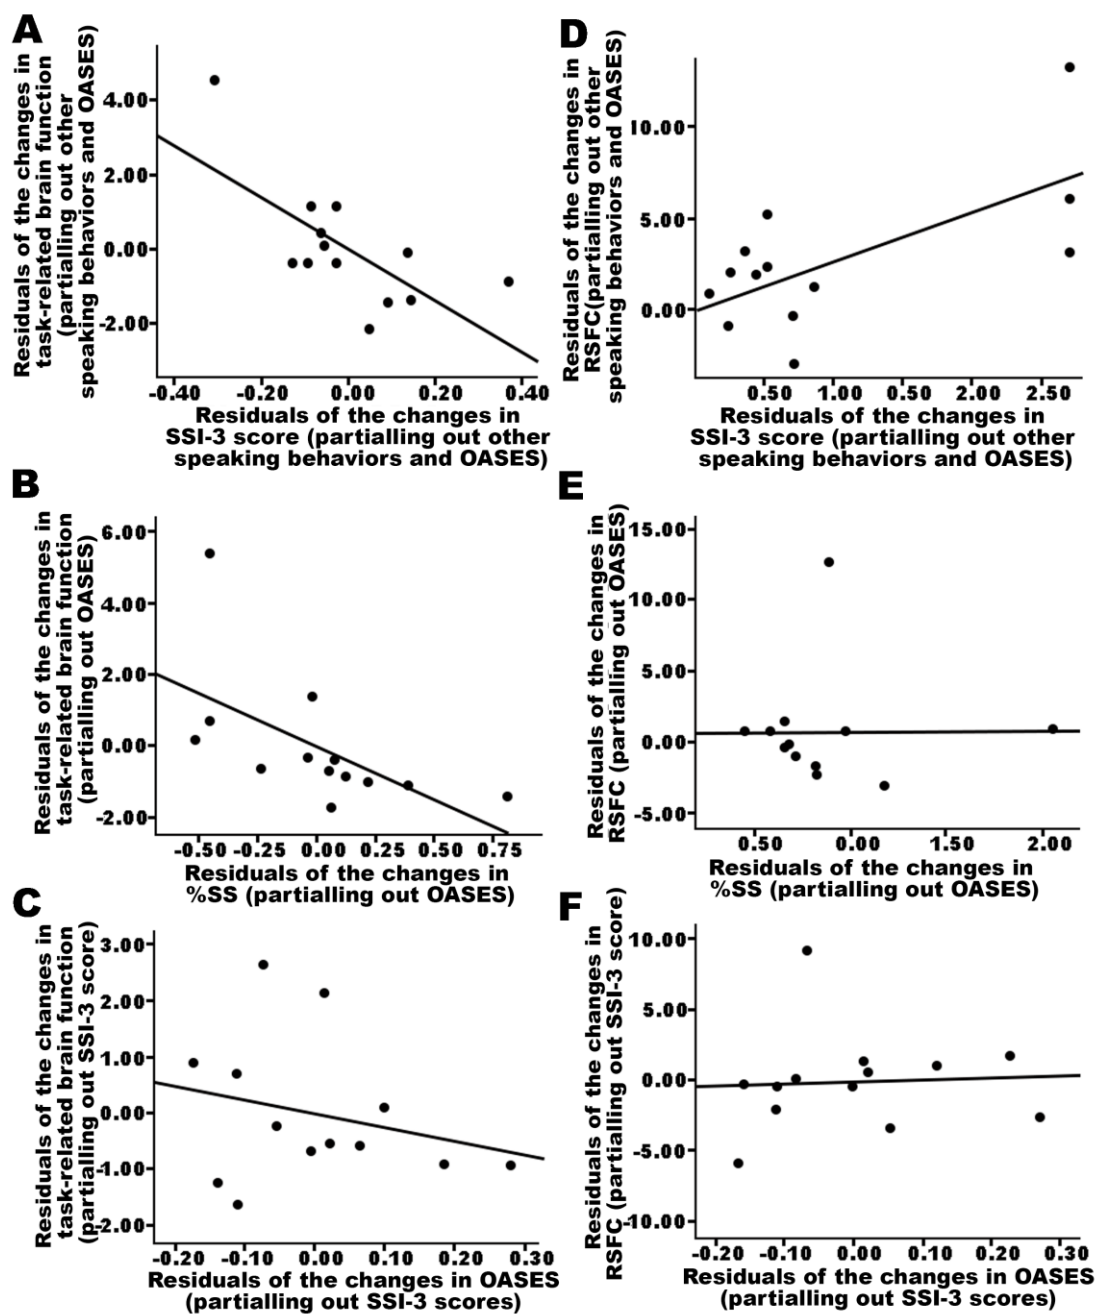 A
Residuals of the changes in
task-related brain function
(partialling out other
speaking behaviors and OASES)
4.00
2.00
0.00
-2.00
-0.40 -0.20 0.00 0.20 0.40
Residuals of the changes in
SSI-3 score (partialling out other
speaking behaviors and OASES)
B
Residuals of the changes in
task-related brain function
(partialling out OASES)
6.00
4.00
2.00
0.00
-2.00
-0.50 -0.25 0.00 0.25 0.50 0.75
Residuals of the changes in
%SS (partialling out OASES)
C
Residuals of the changes in
task-related brain function
(partialling out SSI-3 score)
3.00
2.00
1.00
0.00
-1.00
-2.00
-0.20 -0.10 0.00 0.10 0.20 0.30
Residuals of the changes in OASES
(partialling out SSI-3 scores)
D
Residuals of the changes in
RSFC(partialling out other
speaking behaviors and OASES)
10.00
5.00
0.00
0.50 1.00 0.50 2.00 2.50
Residuals of the changes in
SSI-3 score (partialling out other
speaking behaviors and OASES)
E
Residuals of the changes in
RSFC (partialling out OASES)
15.00
10.00
5.00
0.00
-5.00
0.50 0.00 1.50 2.00
Residuals of the changes in
%SS (partialling out OASES)
F
Residuals of the changes in
RSFC (partialling out SSI-3 score)
10.00
5.00
0.00
-5.00
-10.00
-0.20 -0.10 0.00 0.10 0.20 0.30
Residuals of the changes in OASES
(partialling out SSI-3 scores)